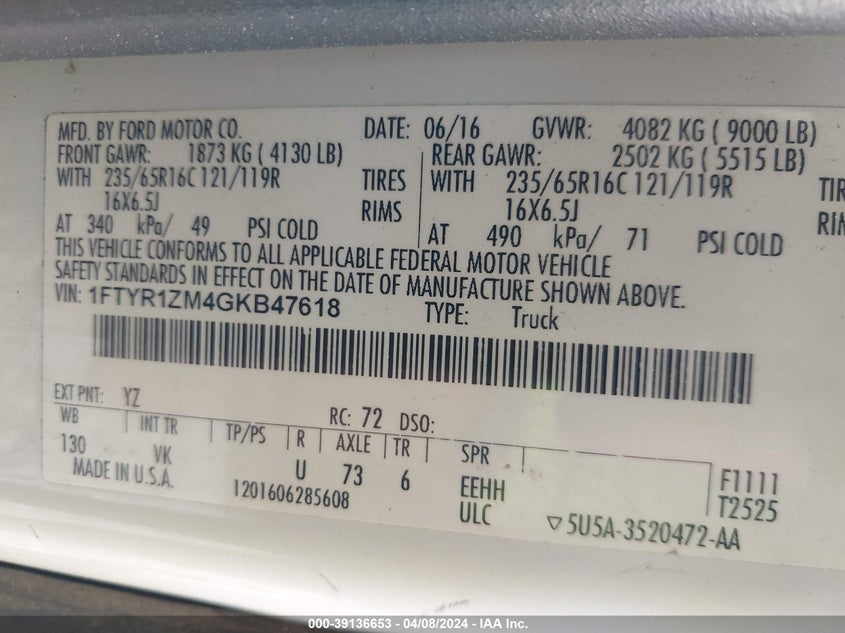 MFD. BY FORD MOTOR CO. DATE: 06/16 GVWR: 4082 KG ( 9000 LB)
FRONT GAWR: 1873 KG ( 4130 LB) REAR GAWR: 2502 KG ( 5515 LB)
WITH 235/65R16C 121/119R TIRES WITH 235/65R16C 121/119R
16X6.5J RIMS 16X6.5J
AT 340 kPa/ 49 PSI COLD AT 490 kPa/ 71 PSI COLD
THIS VEHICLE CONFORMS TO ALL APPLICABLE FEDERAL MOTOR VEHICLE
SAFETY STANDARDS IN EFFECT ON THE DATE OF MANUFACTURE SHOWN ABOVE.
VIN: 1FTYR1ZM4GKB47618 TYPE: Truck
EXT PNT: YZ RC: 72 DSO:
WB INT TR TP/PS R AXLE TR SPR
130 VK U 73 6 EEHH F1111
MADE IN U.S.A. 1201606285608 ULC T2525
▽5U5A-3520472-AA
000-39136653 - 04/08/2024 - IAA Inc.